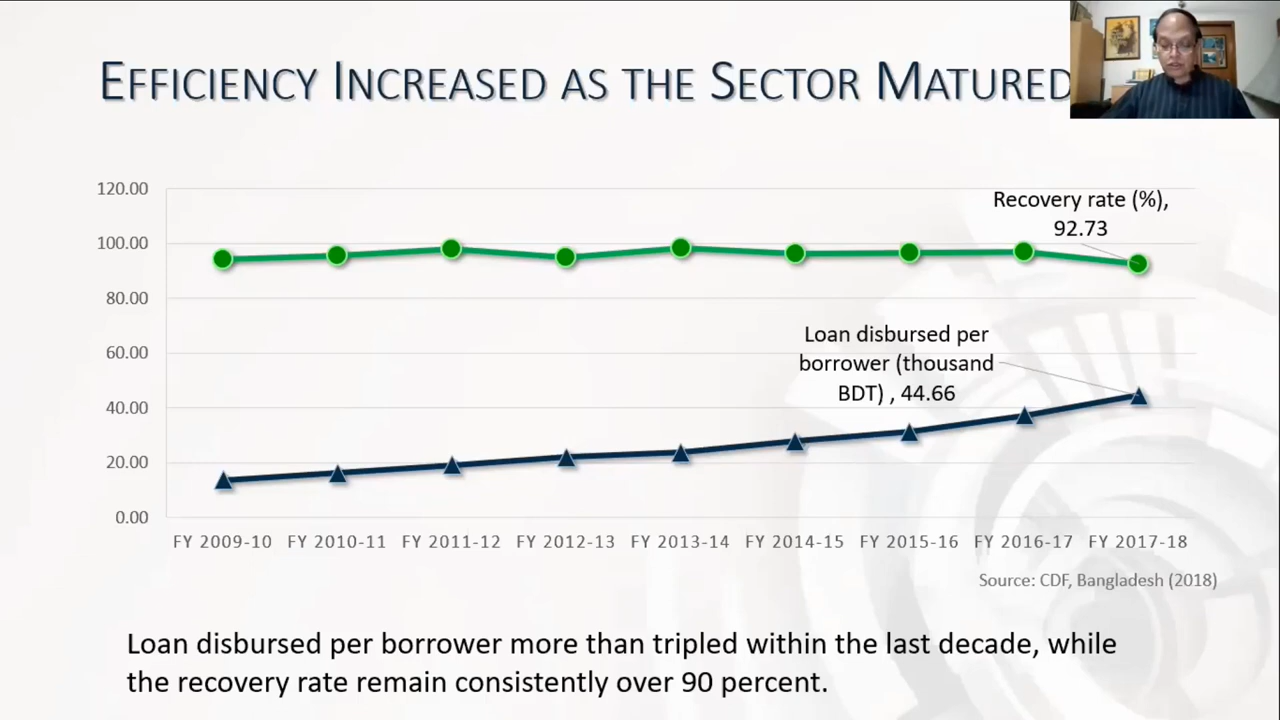 EFFICIENCY INCREASED AS THE SECTOR MATURED
120.00
100.00
80.00
60.00
40.00
20.00
0.00
Recovery rate (%),
92.73
Loan disbursed per
borrower (thousand
BDT) , 44.66
FY 2009-10 FY 2010-11 FY 2011-12 FY 2012-13 FY 2013-14 FY 2014-15 FY 2015-16 FY 2016-17 FY 2017-18
Source: CDF, Bangladesh (2018)
Loan disbursed per borrower more than tripled within the last decade, while
the recovery rate remain consistently over 90 percent.